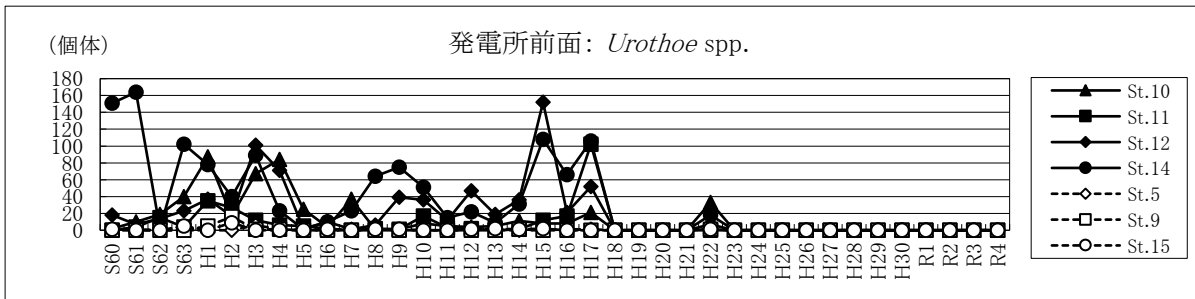 発電所前面: Urothoe spp.
(個体)
180
160
140
120
100
80
60
40
20
0
S60 S61 S62 S63 H1 H2 H3 H4 H5 H6 H7 H8 H9 H10 H11 H12 H13 H14 H15 H16 H17 H18 H19 H20 H21 H22 H23 H24 H25 H26 H27 H28 H29 H30 R1 R2 R3 R4
St.10
St.11
St.12
St.14
St.5
St.9
St.15